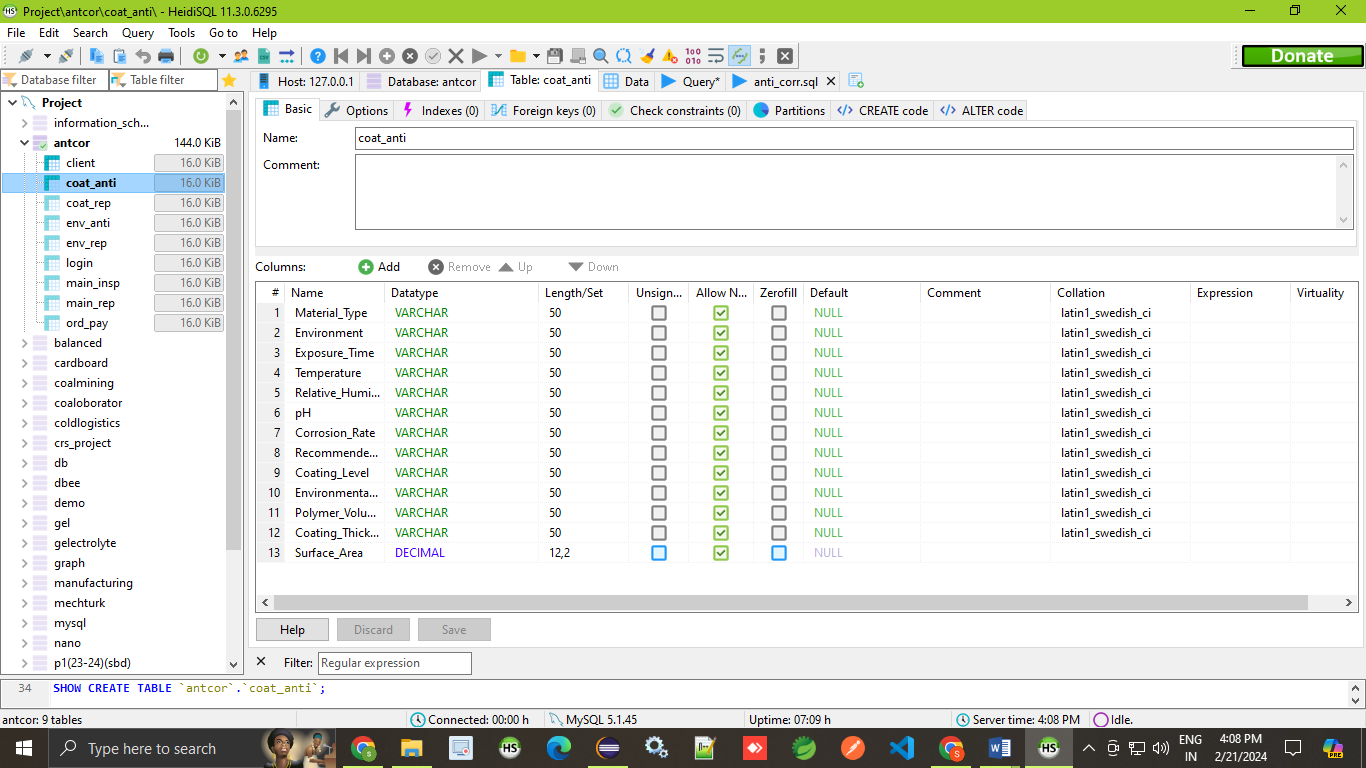 Project\antcor\coat_anti\ - HeidiSQL 11.3.0.6295
File Edit Search Query Tools Go to Help
Donate
Database filter Table filter
Host: 127.0.0.1 Database: antcor Table: coat_anti Data Query* anti_corr.sql
Project
information_sch...
antcor 144.0 KiB
client 16.0 KiB
coat_anti 16.0 KiB
coat_rep 16.0 KiB
env_anti 16.0 KiB
env_rep 16.0 KiB
login 16.0 KiB
main_insp 16.0 KiB
main_rep 16.0 KiB
ord_pay 16.0 KiB
balanced
cardboard
coalmining
coaloborator
coldlogistics
crs_project
db
dbee
demo
gel
gelectrolyte
graph
manufacturing
mechturk
mysql
nano
p1(23-24)(sbd)
Basic Options Indexes (0) Foreign keys (0) Check constraints (0) Partitions CREATE code ALTER code
Name: coat_anti
Comment:
Columns: Add Remove Up Down
# Name Datatype Length/Set Unsign... Allow N... Zerofill Default Comment Collation Expression Virtuality
1 Material_Type VARCHAR 50 NULL latin1_swedish_ci
2 Environment VARCHAR 50 NULL latin1_swedish_ci
3 Exposure_Time VARCHAR 50 NULL latin1_swedish_ci
4 Temperature VARCHAR 50 NULL latin1_swedish_ci
5 Relative_Humi... VARCHAR 50 NULL latin1_swedish_ci
6 pH VARCHAR 50 NULL latin1_swedish_ci
7 Corrosion_Rate VARCHAR 50 NULL latin1_swedish_ci
8 Recommende... VARCHAR 50 NULL latin1_swedish_ci
9 Coating_Level VARCHAR 50 NULL latin1_swedish_ci
10 Environmenta... VARCHAR 50 NULL latin1_swedish_ci
11 Polymer_Volu... VARCHAR 50 NULL latin1_swedish_ci
12 Coating_Thick... VARCHAR 50 NULL latin1_swedish_ci
13 Surface_Area DECIMAL 12,2 NULL
Help Discard Save
Filter: Regular expression
34 SHOW CREATE TABLE `antcor`.`coat_anti`;
antcor: 9 tables Connected: 00:00 h MySQL 5.1.45 Uptime: 07:09 h Server time: 4:08 PM Idle.
Type here to search
ENG
IN
4:08 PM
2/21/2024